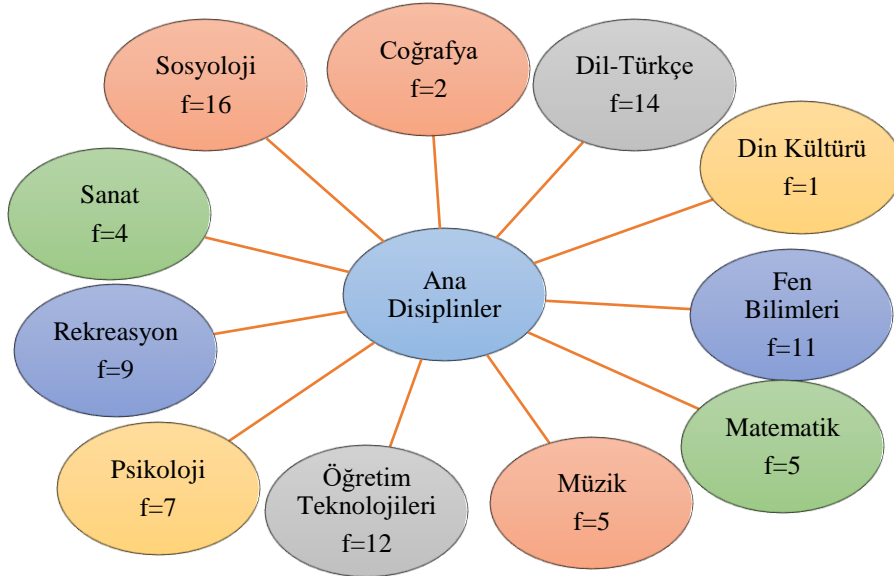 Sosyoloji
f=16
Coğrafya
f=2
Dil-Türkçe
f=14
Din Kültürü
f=1
Sanat
f=4
Ana
Disiplinler
Fen
Bilimleri
f=11
Rekreasyon
f=9
Matematik
f=5
Psikoloji
f=7
Öğretim
Teknolojileri
f=12
Müzik
f=5